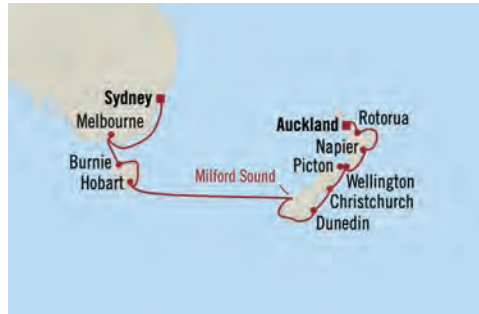 Sydney
Melbourne
Burnie
Hobart
Milford Sound
Auckland
Rotorua
Napier
Picton
Wellington
Christchurch
Dunedin